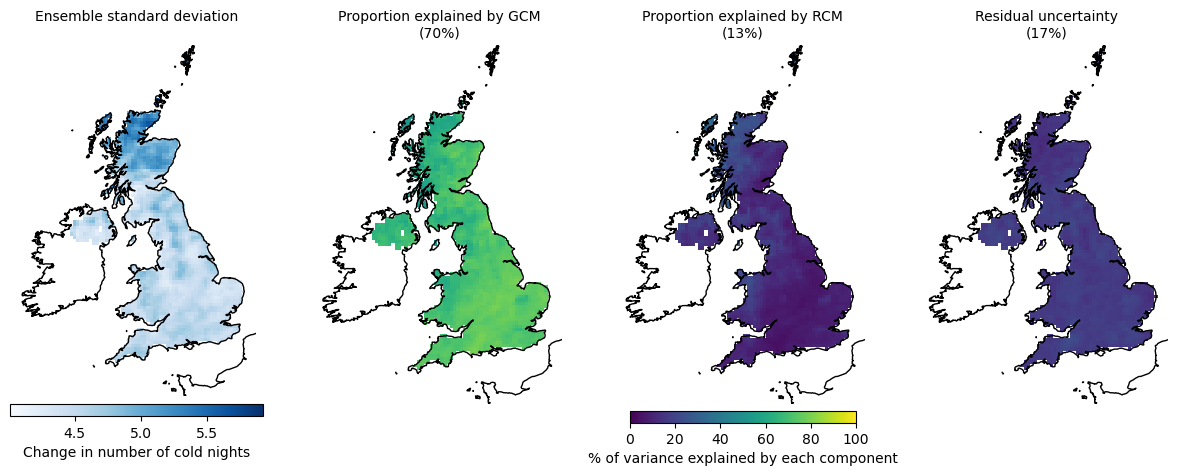 Ensemble standard deviation
Proportion explained by GCM
(70%)
Proportion explained by RCM
(13%)
Residual uncertainty
(17%)
4.5 5.0 5.5
Change in number of cold nights
0 20 40 60 80 100
% of variance explained by each component